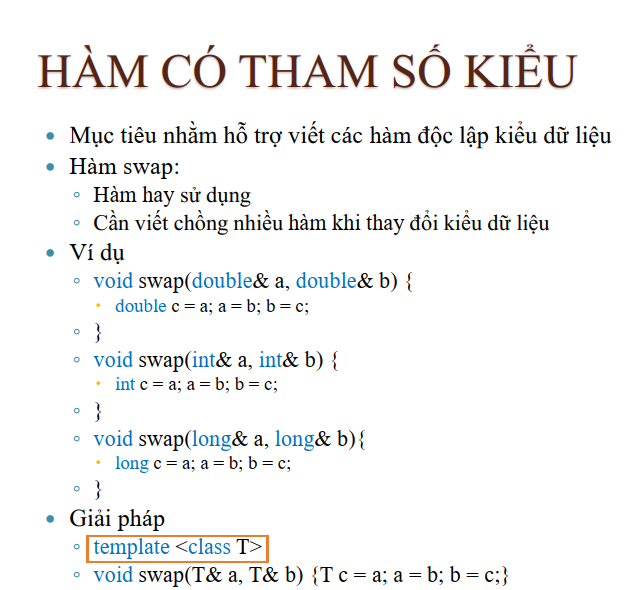 HÀM CÓ THAM SỐ KIỂU
Mục tiêu nhằm hỗ trợ viết các hàm độc lập kiểu dữ liệu
Hàm swap:
Hàm hay sử dụng
Cần viết chồng nhiều hàm khi thay đổi kiểu dữ liệu
Ví dụ
void swap(double& a, double& b) {
double c = a; a = b; b = c;
}
void swap(int& a, int& b) {
int c = a; a = b; b = c;
}
void swap(long& a, long& b){
long c = a; a = b; b = c;
}
Giải pháp
template <class T>
void swap(T& a, T& b) {T c = a; a = b; b = c;}